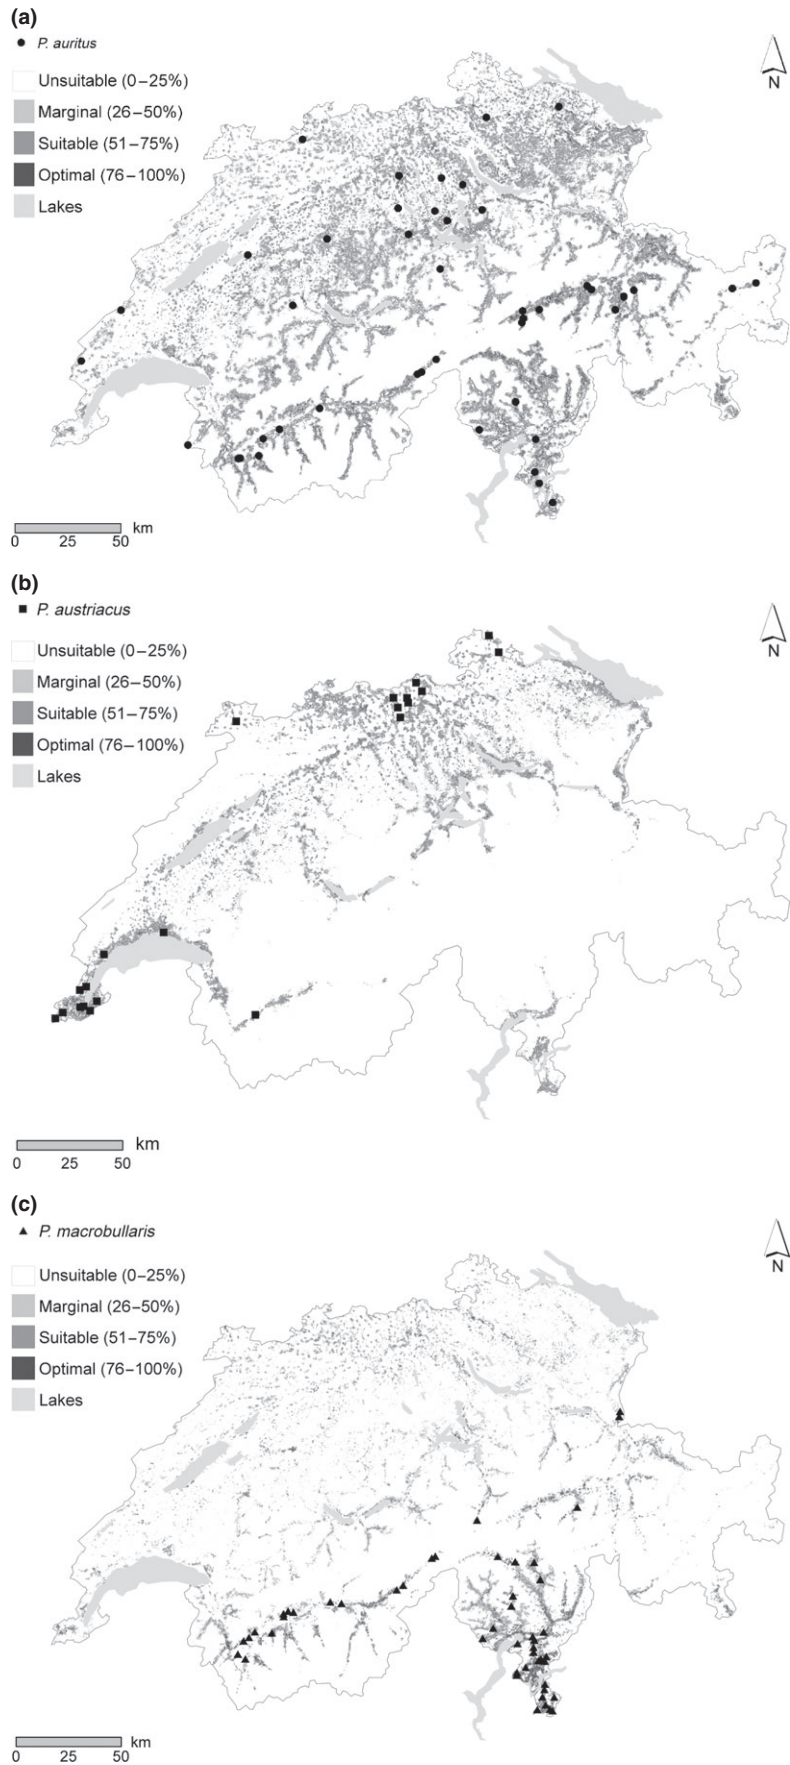 (a)
P. auritus
Unsuitable (0–25%)
Marginal (26–50%)
Suitable (51–75%)
Optimal (76–100%)
Lakes
N
km
0 25 50
(b)
P. austriacus
Unsuitable (0–25%)
Marginal (26–50%)
Suitable (51–75%)
Optimal (76–100%)
Lakes
N
km
0 25 50
(c)
P. macrobullaris
Unsuitable (0–25%)
Marginal (26–50%)
Suitable (51–75%)
Optimal (76–100%)
Lakes
N
km
0 25 50